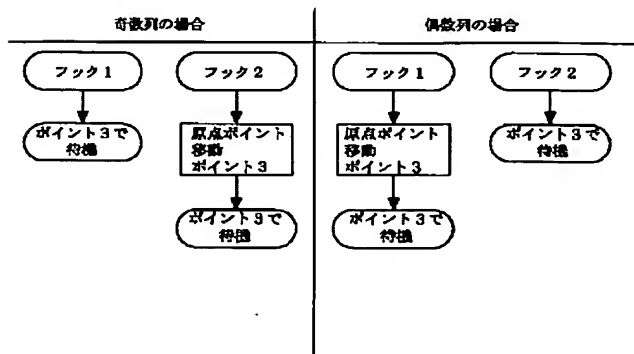 奇数列の場合
偶数列の場合
フック1
フック2
フック1
フック2
ポイント3で
待機
原点ポイント
移動
ポイント3
原点ポイント
移動
ポイント3
ポイント3で
待機
ポイント3で
待機
ポイント3で
待機